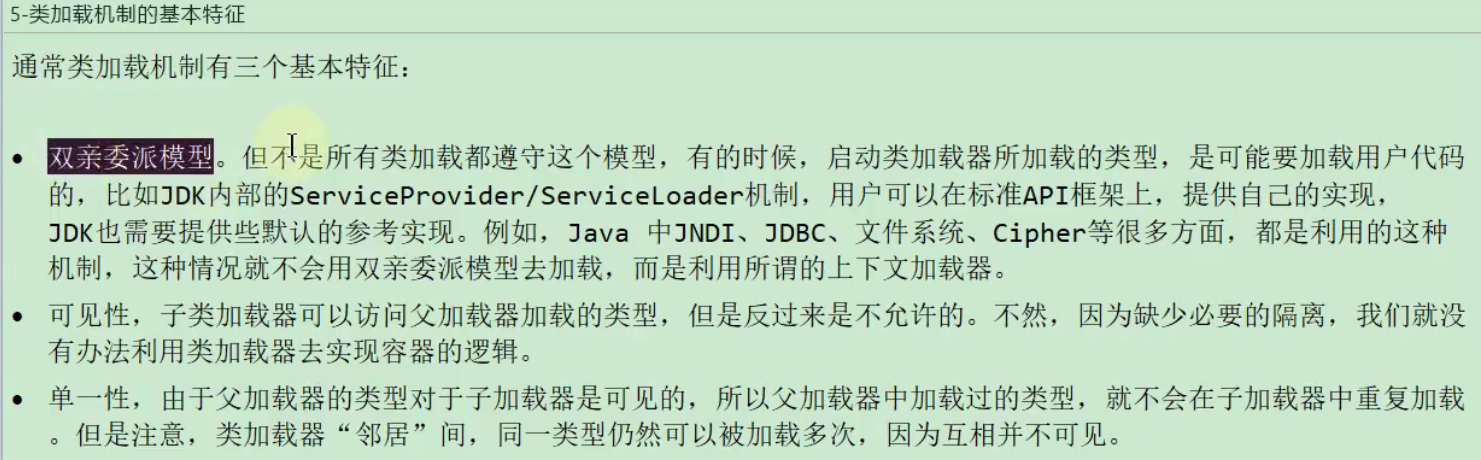 5-类加载机制的基本特征
通常类加载机制有三个基本特征：
• 双亲委派模型。但不是所有类加载都遵守这个模型，有的时候，启动类加载器所加载的类型，是可能要加载用户代码
的，比如JDK内部的ServiceProvider/ServiceLoader机制，用户可以在标准API框架上，提供自己的实现，
JDK也需要提供些默认的参考实现。例如，Java 中JNDI、JDBC、文件系统、Cipher等很多方面，都是利用的这种
机制，这种情况就不会用双亲委派模型去加载，而是利用所谓的上下文加载器。
• 可见性，子类加载器可以访问父加载器加载的类型，但是反过来是不允许的。不然，因为缺少必要的隔离，我们就没
有办法利用类加载器去实现容器的逻辑。
• 单一性，由于父加载器的类型对于子加载器是可见的，所以父加载器中加载过的类型，就不会在子加载器中重复加载
。但是注意，类加载器“邻居”间，同一类型仍然可以被加载多次，因为互相并不可见。